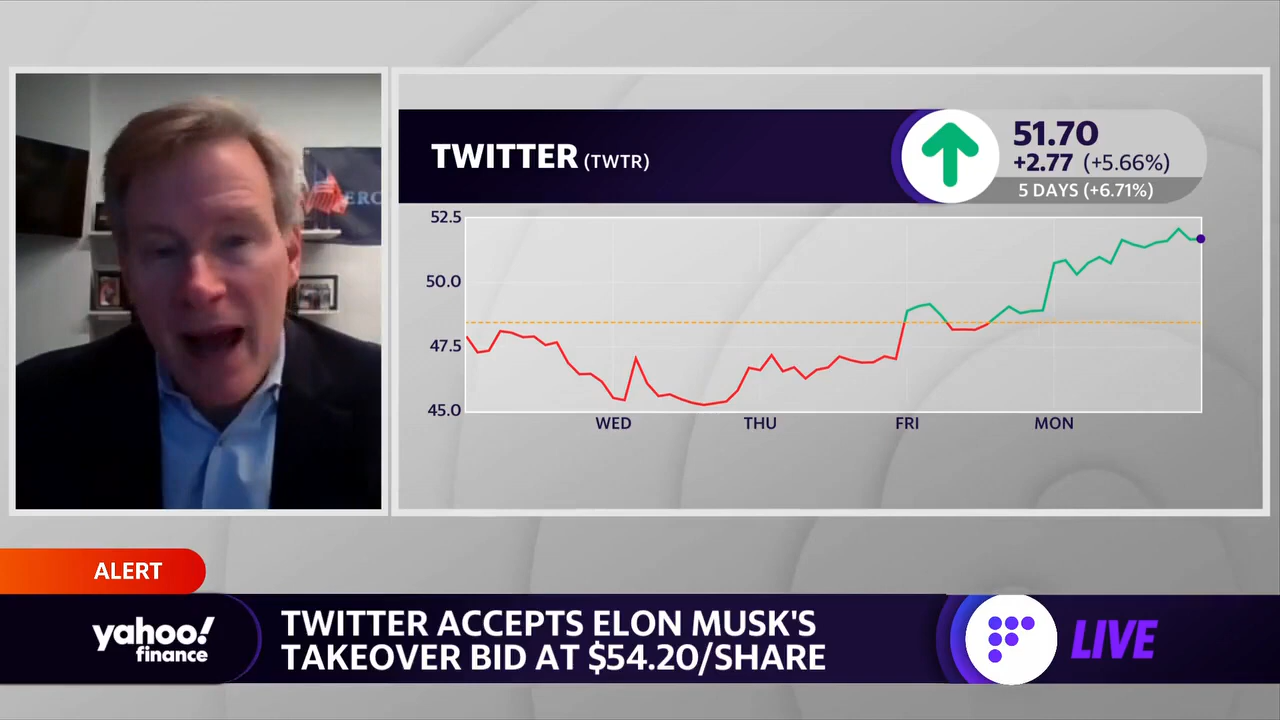 ERC
TWITTER (TWTR)
51.70
+2.77 (+5.66%)
5 DAYS (+6.71%)
52.5
50.0
47.5
45.0
WED THU FRI MON
ALERT
yahoo!
finance
TWITTER ACCEPTS ELON MUSK'S
TAKEOVER BID AT $54.20/SHARE
LIVE